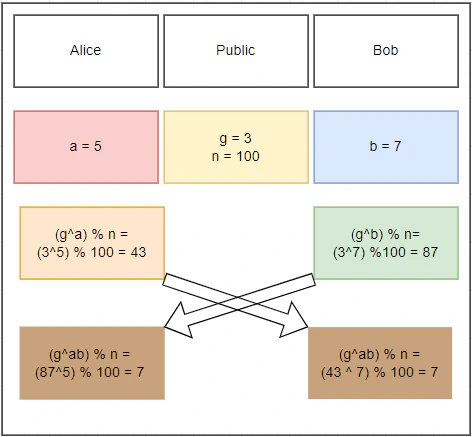 Alice
Public
Bob
a = 5
g = 3
n = 100
b = 7
(g^a) % n =
(3^5) % 100 = 43
(g^b) % n=
(3^7) %100 = 87
(g^ab) % n =
(87^5) % 100 = 7
(g^ab) % n =
(43 ^ 7) % 100 = 7